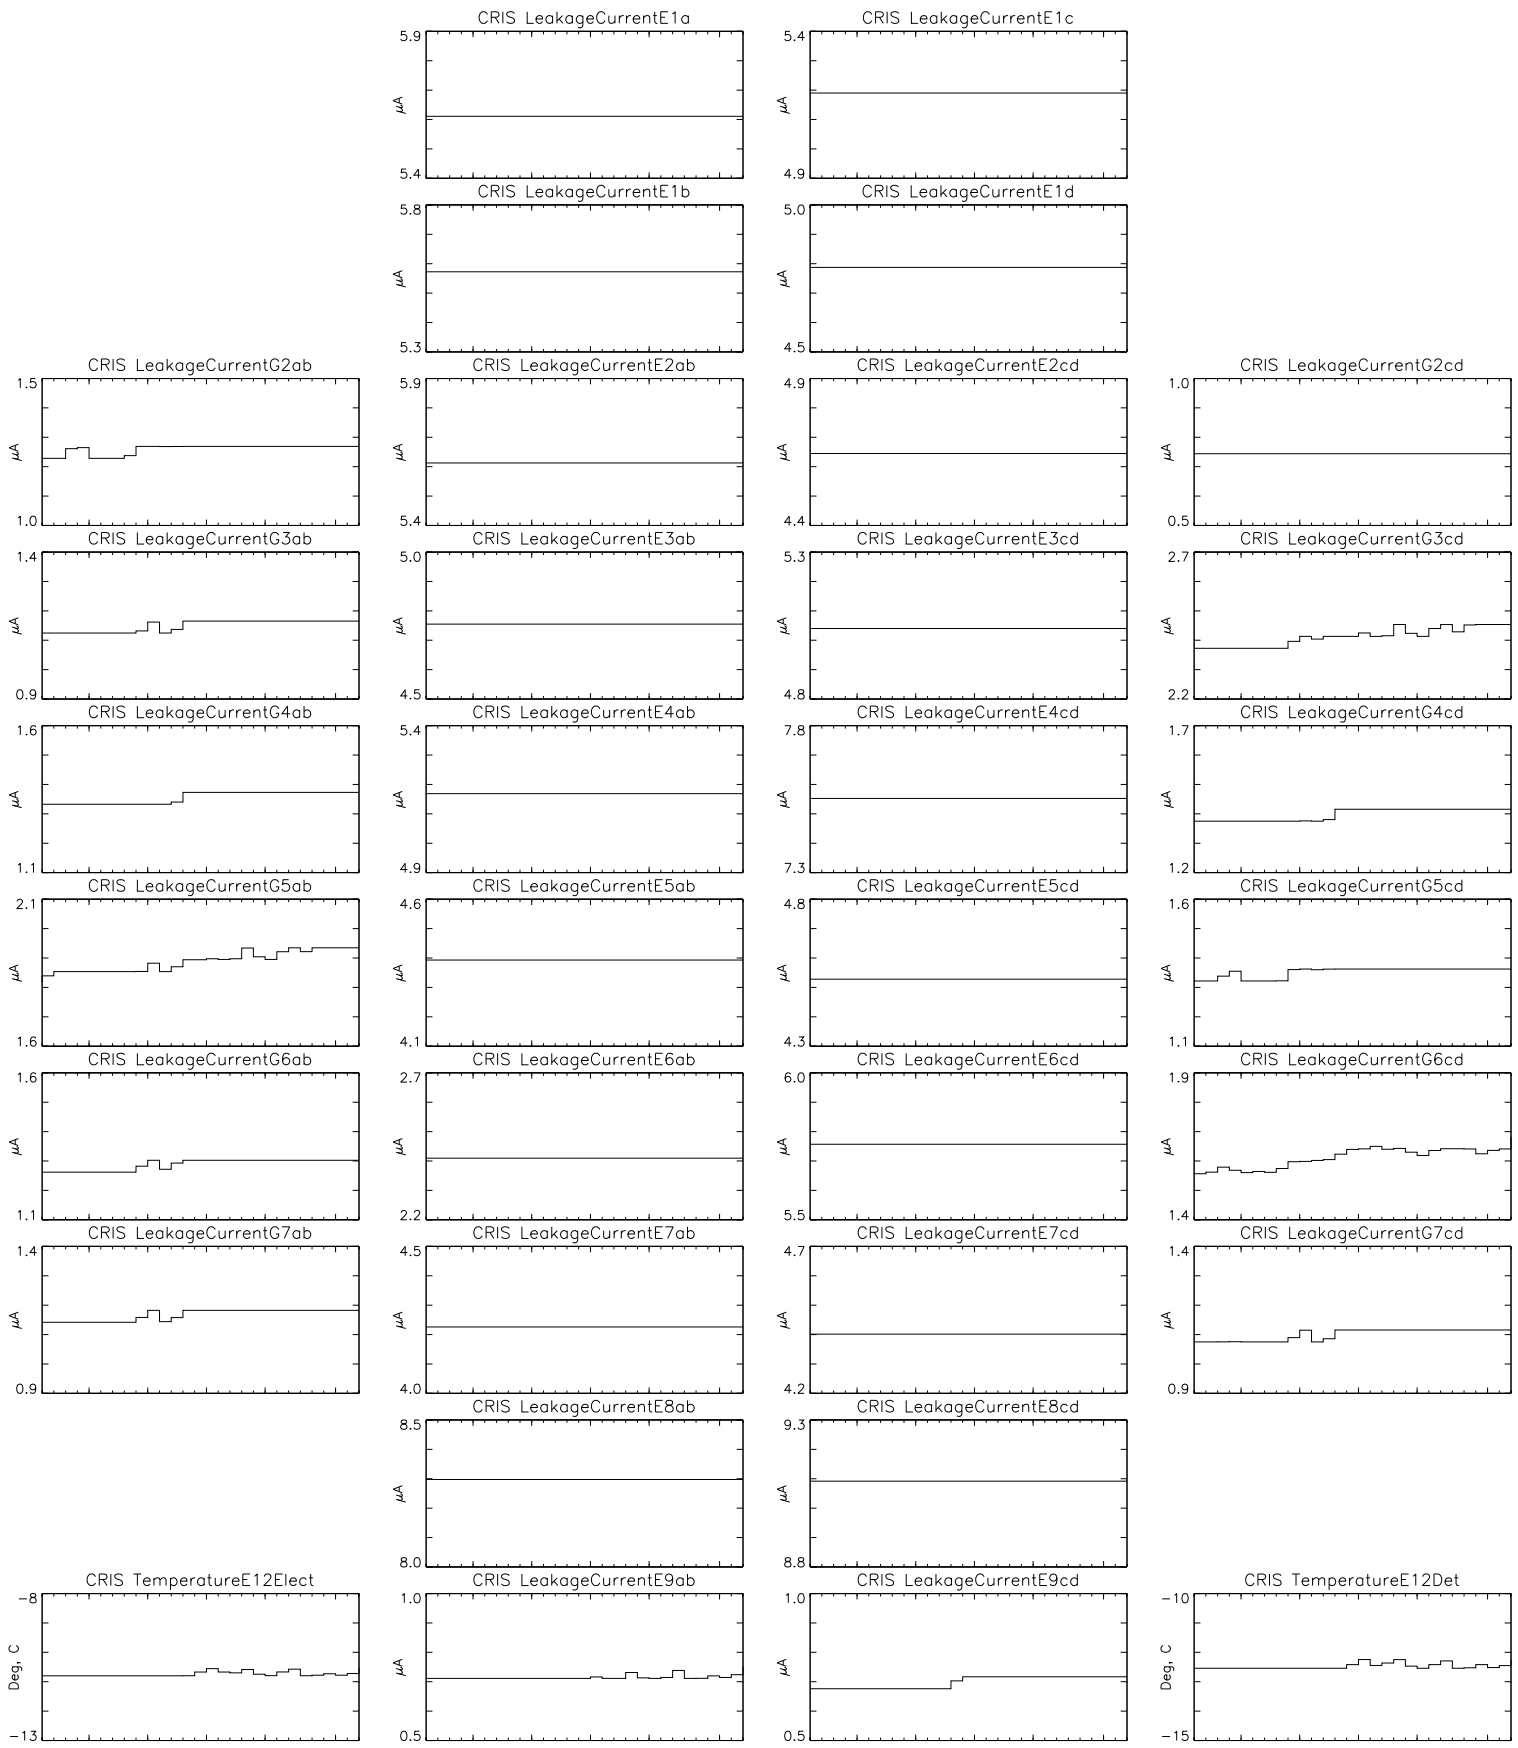 CRIS LeakageCurrentE1a
5.9
μA
5.4
CRIS LeakageCurrentE1c
5.4
μA
4.9
CRIS LeakageCurrentE1b
5.8
μA
5.3
CRIS LeakageCurrentE1d
5.0
μA
4.5
CRIS LeakageCurrentG2ab
1.5
μA
1.0
CRIS LeakageCurrentE2ab
5.9
μA
5.4
CRIS LeakageCurrentE2cd
4.9
μA
4.4
CRIS LeakageCurrentG2cd
1.0
μA
0.5
CRIS LeakageCurrentG3ab
1.4
μA
0.9
CRIS LeakageCurrentE3ab
5.0
μA
4.5
CRIS LeakageCurrentE3cd
5.3
μA
4.8
CRIS LeakageCurrentG3cd
2.7
μA
2.2
CRIS LeakageCurrentG4ab
1.6
μA
1.1
CRIS LeakageCurrentE4ab
5.4
μA
4.9
CRIS LeakageCurrentE4cd
7.8
μA
7.3
CRIS LeakageCurrentG4cd
1.7
μA
1.2
CRIS LeakageCurrentG5ab
2.1
μA
1.6
CRIS LeakageCurrentE5ab
4.6
μA
4.1
CRIS LeakageCurrentE5cd
4.8
μA
4.3
CRIS LeakageCurrentG5cd
1.6
μA
1.1
CRIS LeakageCurrentG6ab
1.6
μA
1.1
CRIS LeakageCurrentE6ab
2.7
μA
2.2
CRIS LeakageCurrentE6cd
6.0
μA
5.5
CRIS LeakageCurrentG6cd
1.9
μA
1.4
CRIS LeakageCurrentG7ab
1.4
μA
0.9
CRIS LeakageCurrentE7ab
4.5
μA
4.0
CRIS LeakageCurrentE7cd
4.7
μA
4.2
CRIS LeakageCurrentG7cd
1.4
μA
0.9
CRIS LeakageCurrentE8ab
8.5
μA
8.0
CRIS LeakageCurrentE8cd
9.3
μA
8.8
CRIS TemperatureE12Elect
-8
Deg, C
-13
CRIS LeakageCurrentE9ab
1.0
μA
0.5
CRIS LeakageCurrentE9cd
1.0
μA
0.5
CRIS TemperatureE12Det
-10
Deg, C
-15